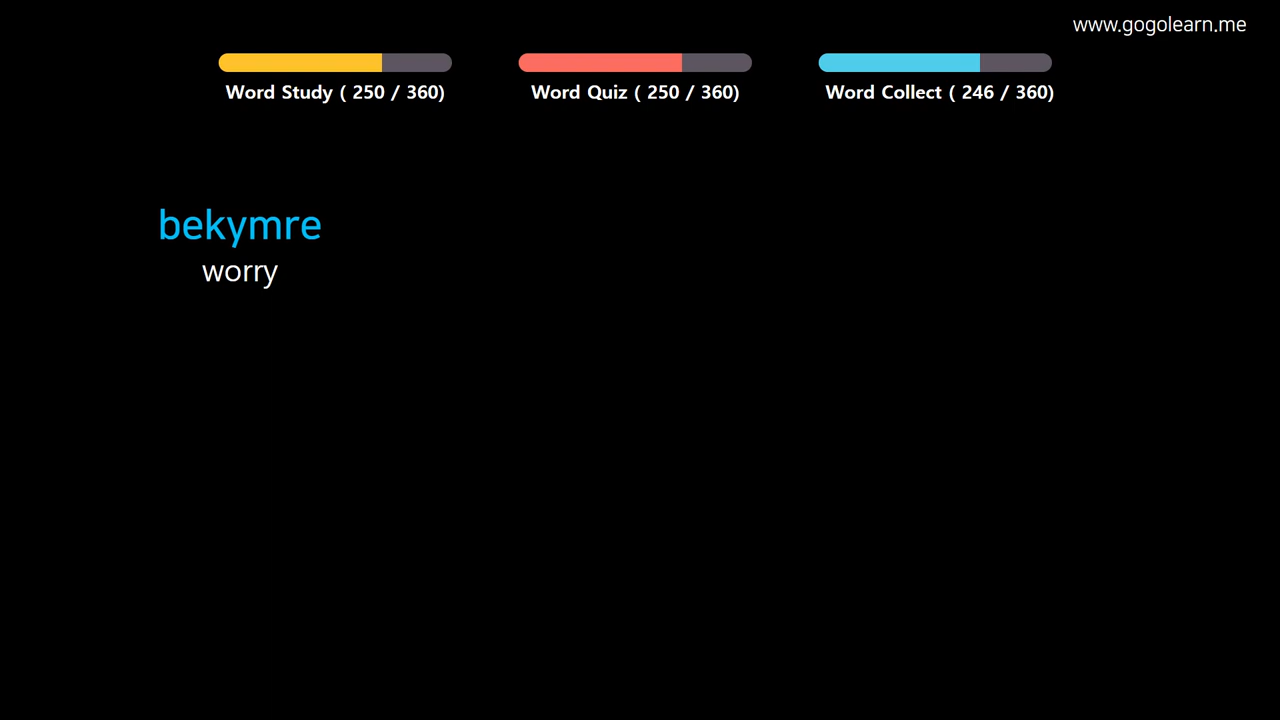 www.gogolearn.me
Word Study ( 250 / 360)
Word Quiz ( 250 / 360)
Word Collect ( 246 / 360)
bekymre
worry